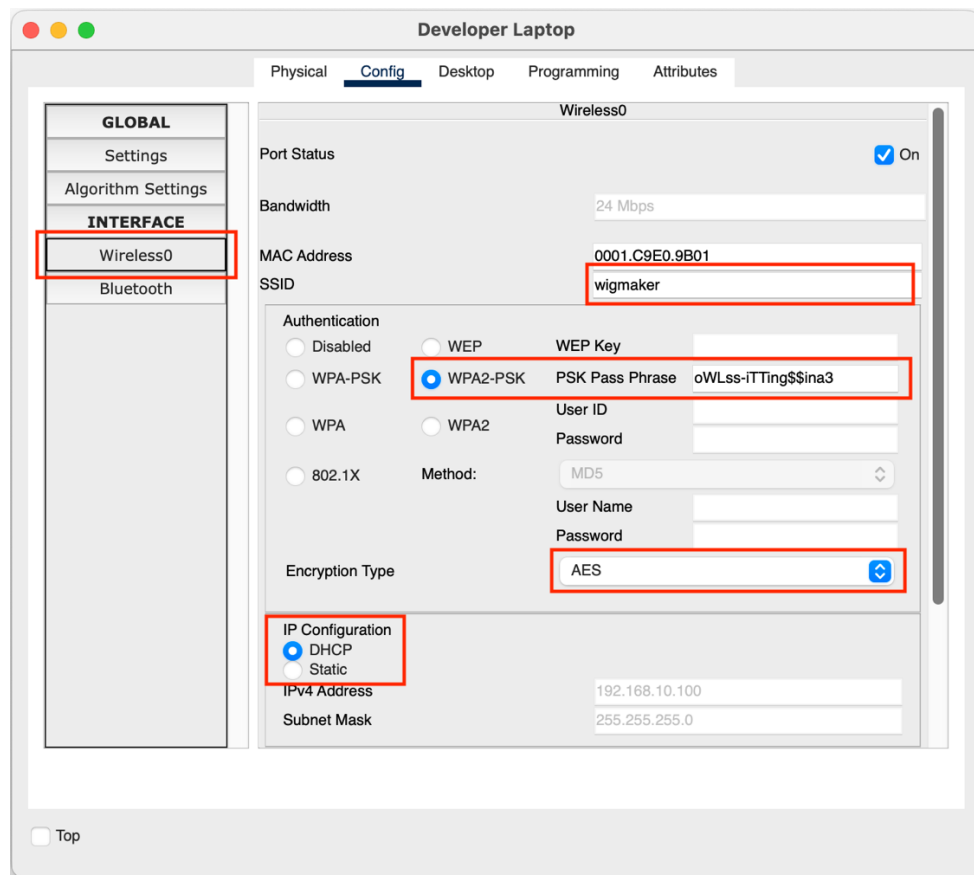 Developer Laptop
Physical Config Desktop Programming Attributes
GLOBAL
Settings
Algorithm Settings
INTERFACE
Wireless0
Bluetooth
Wireless0
Port Status On
Bandwidth 24 Mbps
MAC Address 0001.C9E0.9B01
SSID wigmaker
Authentication
Disabled WEP WEP Key
WPA-PSK WPA2-PSK PSK Pass Phrase oWLss-iTTing$$ina3
User ID
WPA WPA2
Password
802.1X Method: MD5
User Name
Password
Encryption Type AES
IP Configuration
DHCP
Static
IPv4 Address 192.168.10.100
Subnet Mask 255.255.255.0
Top